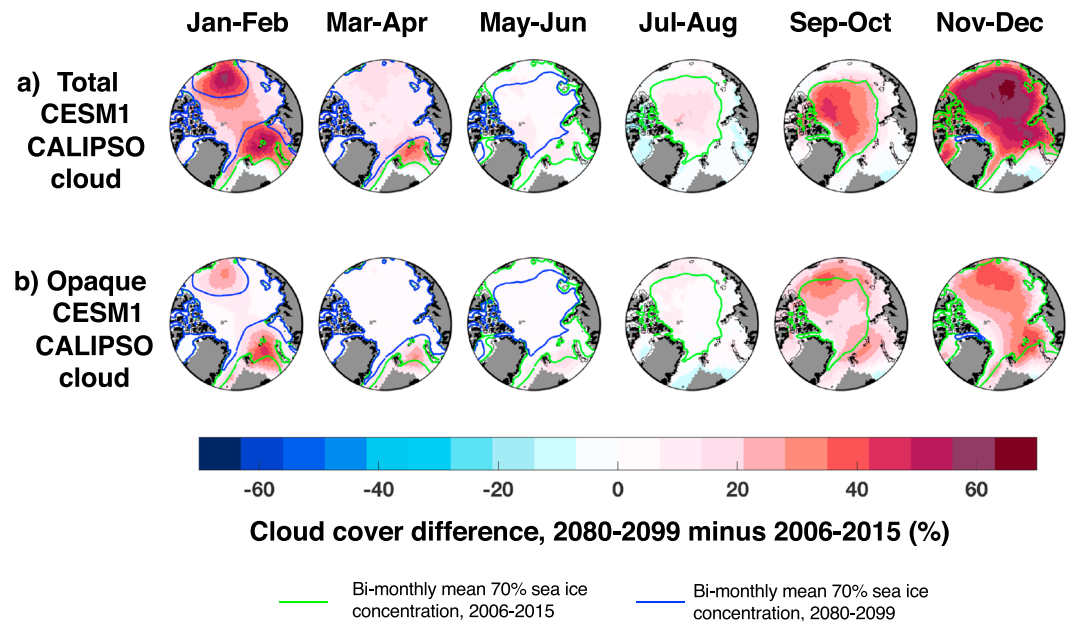 Jan-Feb Mar-Apr May-Jun Jul-Aug Sep-Oct Nov-Dec
a) Total
CESM1
CALIPSO
cloud
b) Opaque
CESM1
CALIPSO
cloud
-60 -40 -20 0 20 40 60
Cloud cover difference, 2080-2099 minus 2006-2015 (%)
Bi-monthly mean 70% sea ice
concentration, 2006-2015
Bi-monthly mean 70% sea ice
concentration, 2080-2099